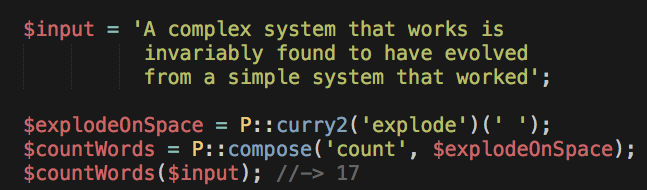 $input = 'A complex system that works is
invariably found to have evolved
from a simple system that worked';
$explodeOnSpace = P::curry2('explode')(' ');
$countWords = P::compose('count', $explodeOnSpace);
$countWords($input); //-> 17